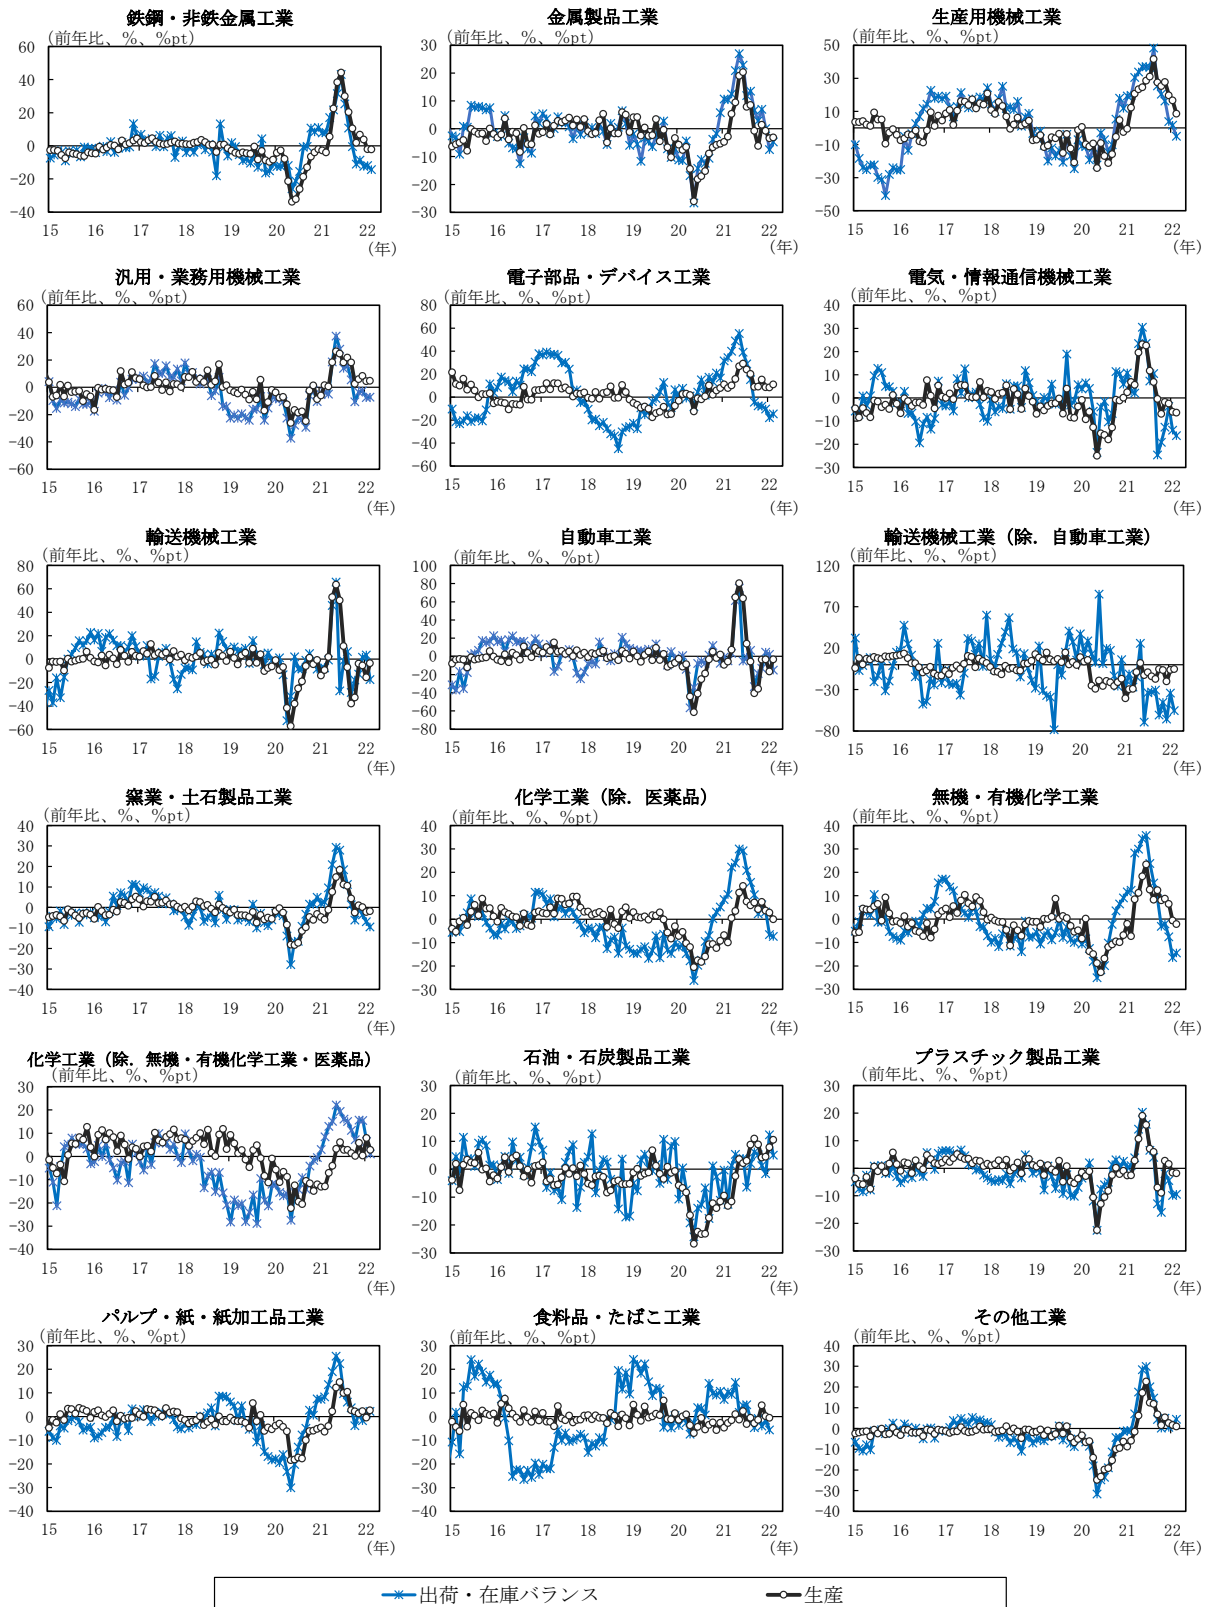 鉄鋼・非鉄金属工業
(前年比、%、%pt)
60
40
20
0
-20
-40
15 16 17 18 19 20 21 22
(年)
金属製品工業
(前年比、%、%pt)
30
20
10
0
-10
-20
-30
15 16 17 18 19 20 21 22
(年)
生産用機械工業
(前年比、%、%pt)
50
30
10
-10
-30
-50
15 16 17 18 19 20 21 22
(年)
汎用・業務用機械工業
(前年比、%、%pt)
60
40
20
0
-20
-40
-60
15 16 17 18 19 20 21 22
(年)
電子部品・デバイス工業
(前年比、%、%pt)
80
60
40
20
0
-20
-40
-60
15 16 17 18 19 20 21 22
(年)
電気・情報通信機械工業
(前年比、%、%pt)
40
30
20
10
0
-10
-20
-30
15 16 17 18 19 20 21 22
(年)
輸送機械工業
(前年比、%、%pt)
80
60
40
20
0
-20
-40
-60
15 16 17 18 19 20 21 22
(年)
自動車工業
(前年比、%、%pt)
100
80
60
40
20
0
-20
-40
-60
-80
15 16 17 18 19 20 21 22
(年)
輸送機械工業（除．自動車工業）
(前年比、%、%pt)
120
70
20
-30
-80
15 16 17 18 19 20 21 22
(年)
窯業・土石製品工業
(前年比、%、%pt)
40
30
20
10
0
-10
-20
-30
-40
15 16 17 18 19 20 21 22
(年)
化学工業（除．医薬品）
(前年比、%、%pt)
40
30
20
10
0
-10
-20
-30
15 16 17 18 19 20 21 22
(年)
無機・有機化学工業
(前年比、%、%pt)
40
30
20
10
0
-10
-20
-30
15 16 17 18 19 20 21 22
(年)
化学工業（除．無機・有機化学工業・医薬品）
(前年比、%、%pt)
30
20
10
0
-10
-20
-30
-40
15 16 17 18 19 20 21 22
(年)
石油・石炭製品工業
(前年比、%、%pt)
30
20
10
0
-10
-20
-30
15 16 17 18 19 20 21 22
(年)
プラスチック製品工業
(前年比、%、%pt)
30
20
10
0
-10
-20
-30
15 16 17 18 19 20 21 22
(年)
パルプ・紙・紙加工品工業
(前年比、%、%pt)
30
20
10
0
-10
-20
-30
-40
15 16 17 18 19 20 21 22
(年)
食料品・たばこ工業
(前年比、%、%pt)
30
20
10
0
-10
-20
-30
-40
15 16 17 18 19 20 21 22
(年)
その他工業
(前年比、%、%pt)
40
30
20
10
0
-10
-20
-30
-40
15 16 17 18 19 20 21 22
(年)
出荷・在庫バランス 生産